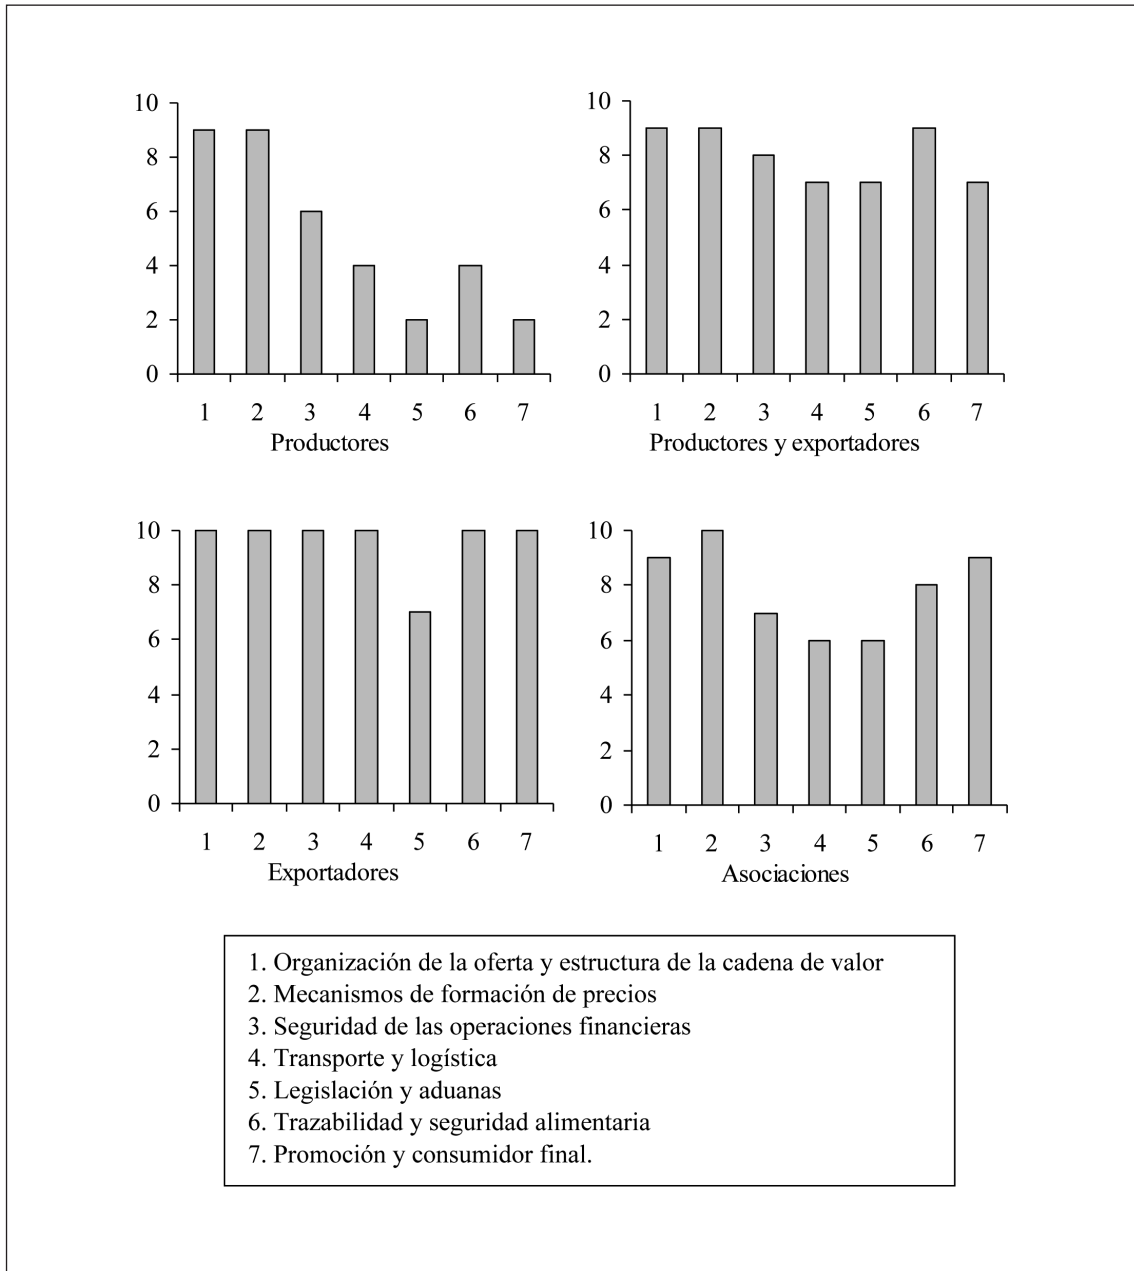 10
8
6
4
2
0
1 2 3 4 5 6 7
Productores
10
8
6
4
2
0
1 2 3 4 5 6 7
Productores y exportadores
10
8
6
4
2
0
1 2 3 4 5 6 7
Exportadores
10
8
6
4
2
0
1 2 3 4 5 6 7
Asociaciones
1. Organización de la oferta y estructura de la cadena de valor
2. Mecanismos de formación de precios
3. Seguridad de las operaciones financieras
4. Transporte y logística
5. Legislación y aduanas
6. Trazabilidad y seguridad alimentaria
7. Promoción y consumidor final.